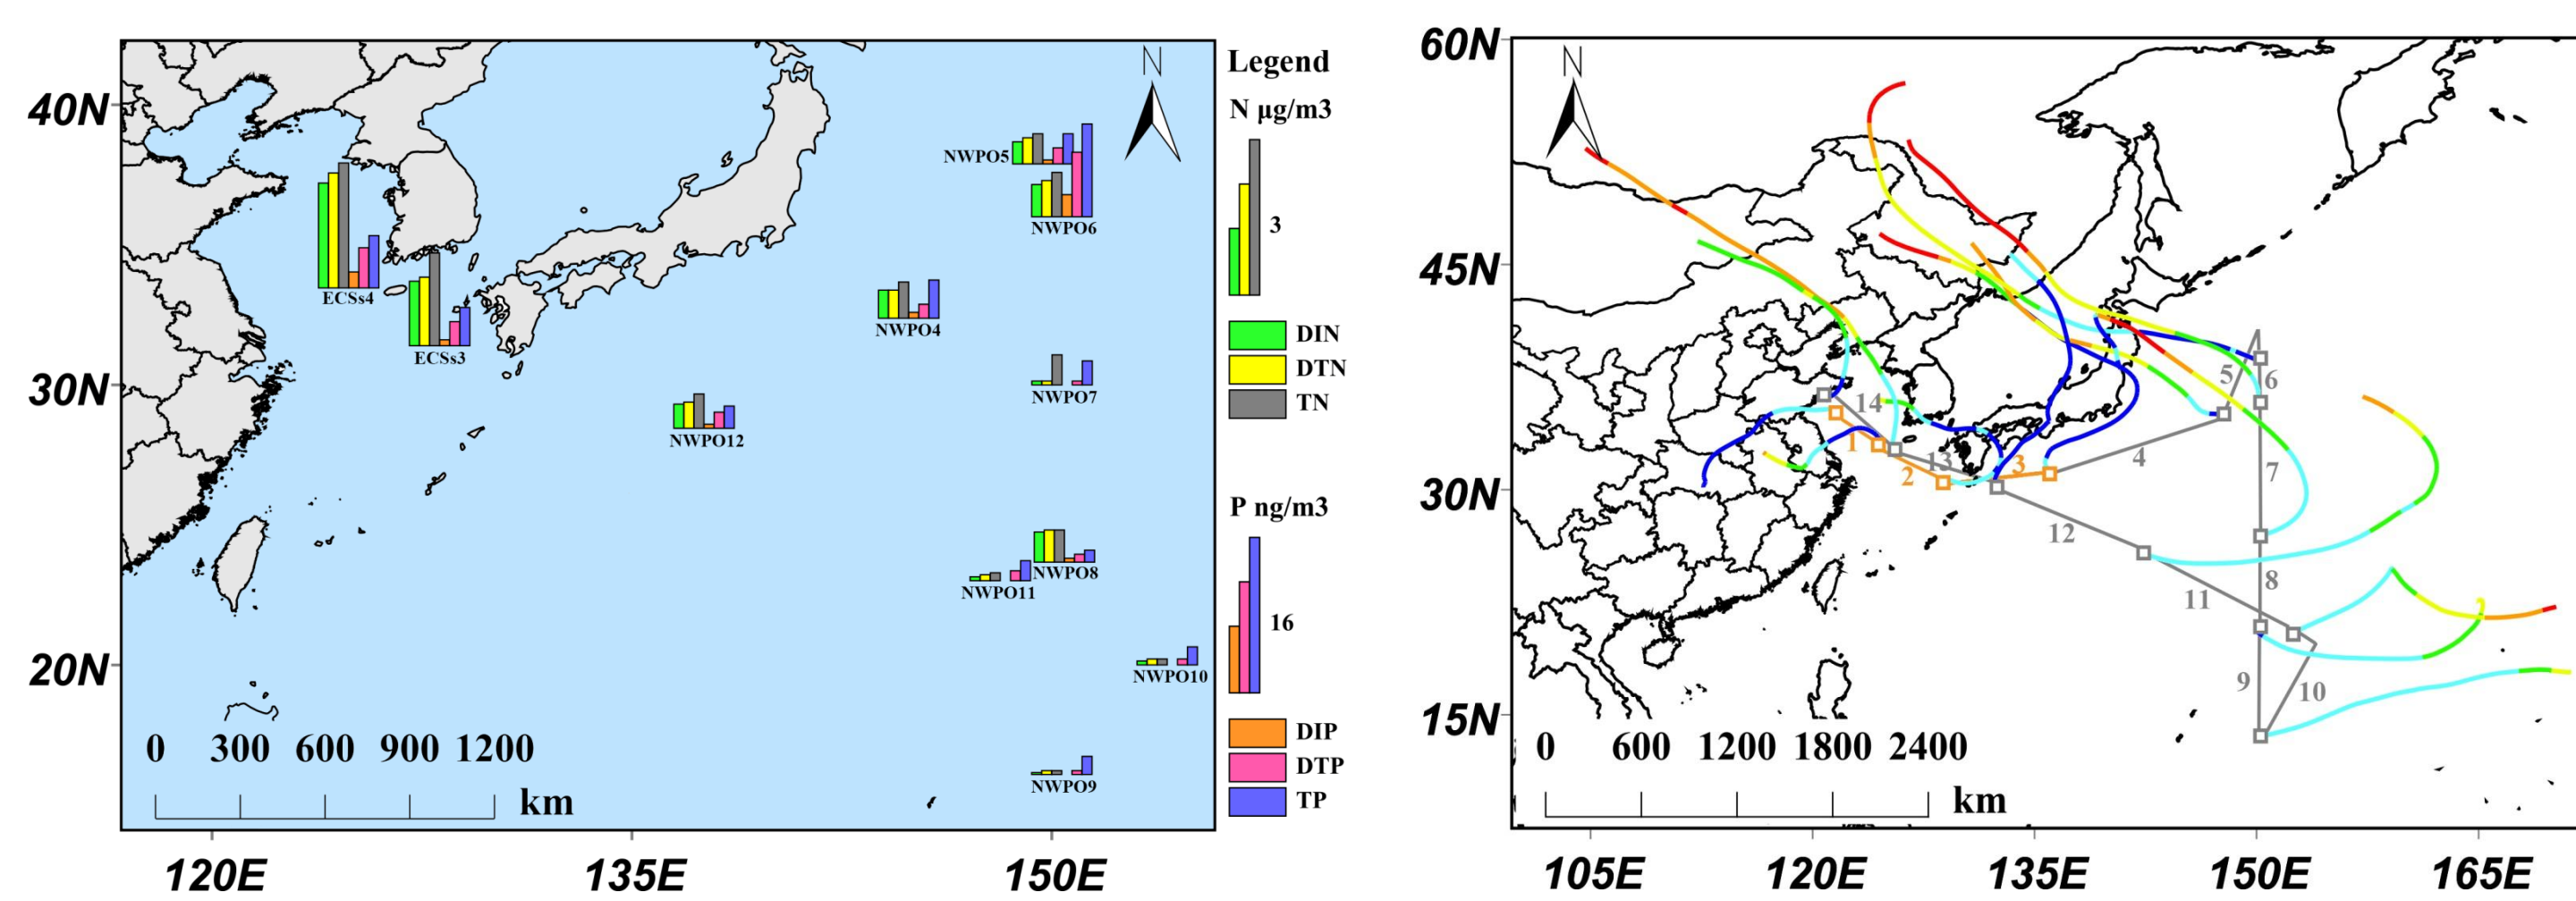 N
Legend
N µg/m3
3
DIN
DTN
TN
P ng/m3
16
DIP
DTP
TP
40N
30N
20N
NWPO5
NWPO6
ECSs4
ECSs3
NWPO4
NWPO7
NWPO12
NWPO8
NWPO11
NWPO10
NWPO9
0 300 600 900 1200
km
120E 135E 150E
60N
45N
30N
15N
N
5
6
14
1
2
13
3
4
7
12
8
11
9
10
0 600 1200 1800 2400
km
105E 120E 135E 150E 165E